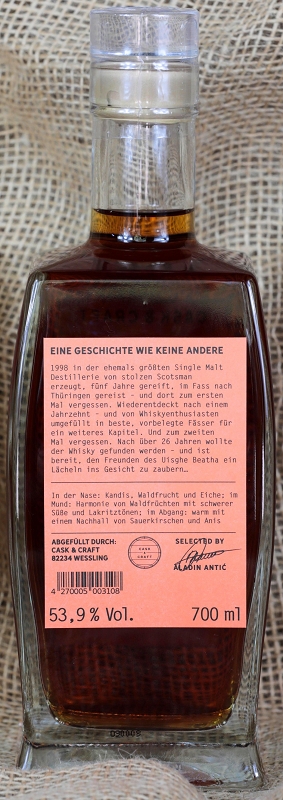 EINE GESCHICHTE WIE KEINE ANDERE
1998 in der ehemals größten Single Malt
Destillerie von stolzen Scotsman
erzeugt, fünf Jahre gereift, im Fass nach
Thüringen gereist - und dort zum ersten
Mal vergessen. Wiederentdeckt nach einem
Jahrzehnt - und von Whiskyenthusiasten
umgefüllt in beste, vorbelegte Fässer für
ein weiteres Kapitel. Und zum zweiten
Mal vergessen. Nach über 26 Jahren wollte
der Whisky gefunden werden - und ist
bereit, den Freunden des Uisghe Beatha ein
Lächeln ins Gesicht zu zaubern…
In der Nase: Kandis, Waldfrucht und Eiche; im
Mund: Harmonie von Waldfrüchten mit schwerer
Süße und Lakritztönen; im Abgang: warm mit
einem Nachhall von Sauerkirschen und Anis
ABGEFÜLLT DURCH:
CASK & CRAFT
82234 WESSLING
CASK
& CRAFT
SELECTED BY
ALADIN ANTIĆ
4 270005 003108
53,9 % Vol.
700 ml